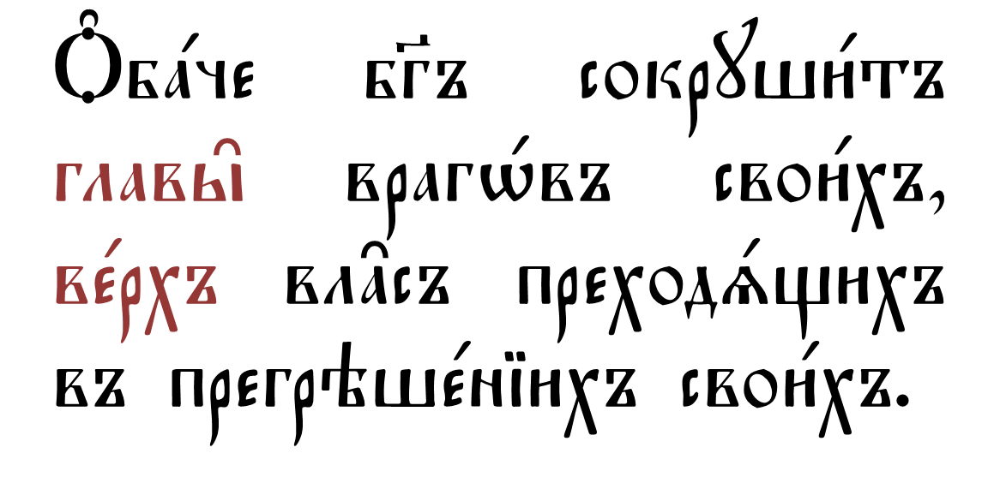 Ѻ҆ба́че бг҃ъ сокрꙋши́тъ
главы̑ врагѡ́въ свои́хъ,
ве́рхъ вла̑съ преходѧ́щихъ
въ прегрѣше́нїихъ свои́хъ.